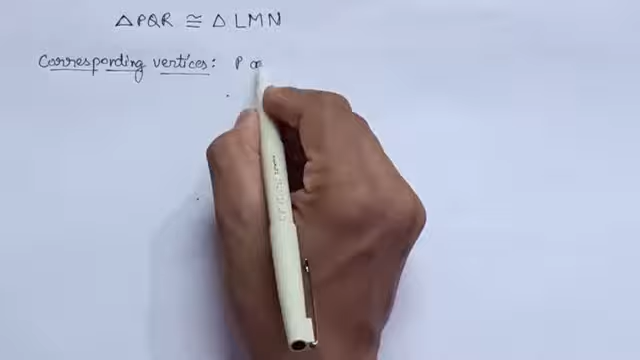 △PQR ≅ △LMN
Corresponding vertices: P